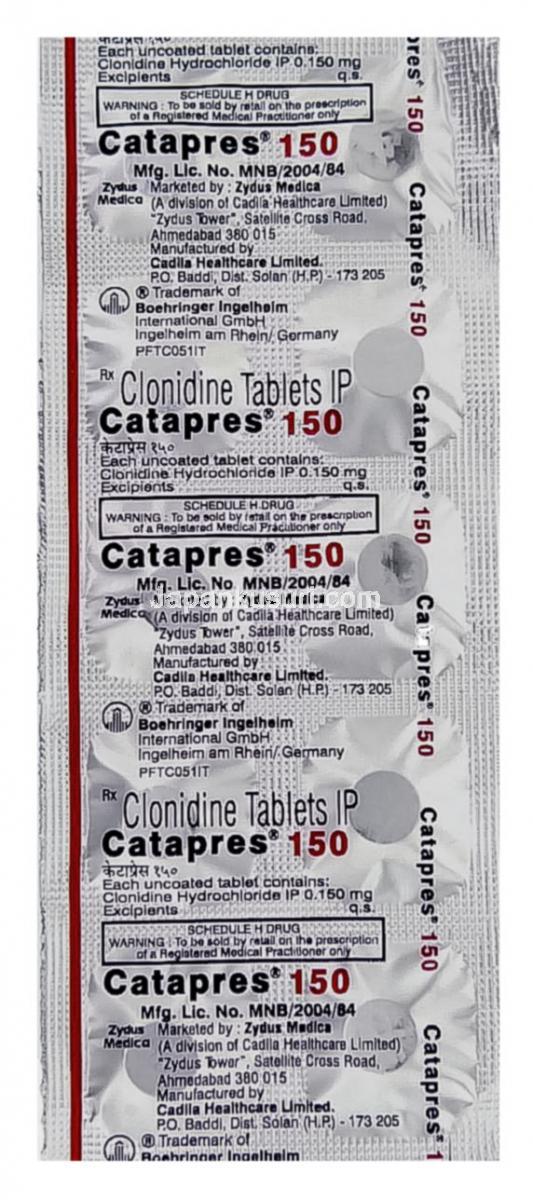 केटाप्रेस १५०
Each uncoated tablet contains:
Clonidine Hydrochloride IP 0.150 mg
Excipients q.s.
SCHEDULE H DRUG
WARNING : To be sold by retail on the prescription
of a Registered Medical Practitioner only
Catapres® 150
Mfg. Lic. No. MNB/2004/84
Zydus Medica
Marketed by : Zydus Medica
(A division of Cadila Healthcare Limited)
"Zydus Tower", Satellite Cross Road,
Ahmedabad 380 015
Manufactured by
Cadila Healthcare Limited.
P.O. Baddi, Dist. Solan (H.P.) - 173 205
® Trademark of
Boehringer Ingelheim
International GmbH
Ingelheim am Rhein/ Germany
PFTC051IT
Rx Clonidine Tablets IP
Catapres® 150
केटाप्रेस १५०
Each uncoated tablet contains:
Clonidine Hydrochloride IP 0.150 mg
Excipients q.s.
SCHEDULE H DRUG
WARNING : To be sold by retail on the prescription
of a Registered Medical Practitioner only
Catapres® 150
Mfg. Lic. No. MNB/2004/84
Zydus Medica
Marketed by : Zydus Medica
(A division of Cadila Healthcare Limited)
"Zydus Tower", Satellite Cross Road,
Ahmedabad 380 015
Manufactured by
Cadila Healthcare Limited.
P.O. Baddi, Dist. Solan (H.P.) - 173 205
® Trademark of
Boehringer Ingelheim
International GmbH
Ingelheim am Rhein/ Germany
PFTC051IT
Rx Clonidine Tablets IP
Catapres® 150
केटाप्रेस १५०
Each uncoated tablet contains:
Clonidine Hydrochloride IP 0.150 mg
Excipients q.s.
SCHEDULE H DRUG
WARNING : To be sold by retail on the prescription
of a Registered Medical Practitioner only
Catapres® 150
Mfg. Lic. No. MNB/2004/84
Zydus Medica
Marketed by : Zydus Medica
(A division of Cadila Healthcare Limited)
"Zydus Tower", Satellite Cross Road,
Ahmedabad 380 015
Manufactured by
Cadila Healthcare Limited.
P.O. Baddi, Dist. Solan (H.P.) - 173 205
® Trademark of
Boehringer Ingelheim
pres® 150
Catapres® 150
Catapres® 150
Catapres® 150
Catapres® 150
Catapres® 1